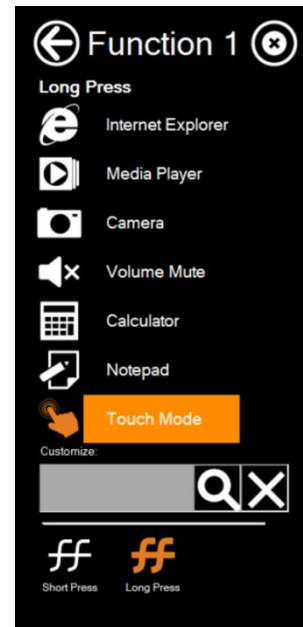 Function 1
Long Press
Internet Explorer
Media Player
Camera
Volume Mute
Calculator
Notepad
Touch Mode
Customize:
Short Press
Long Press